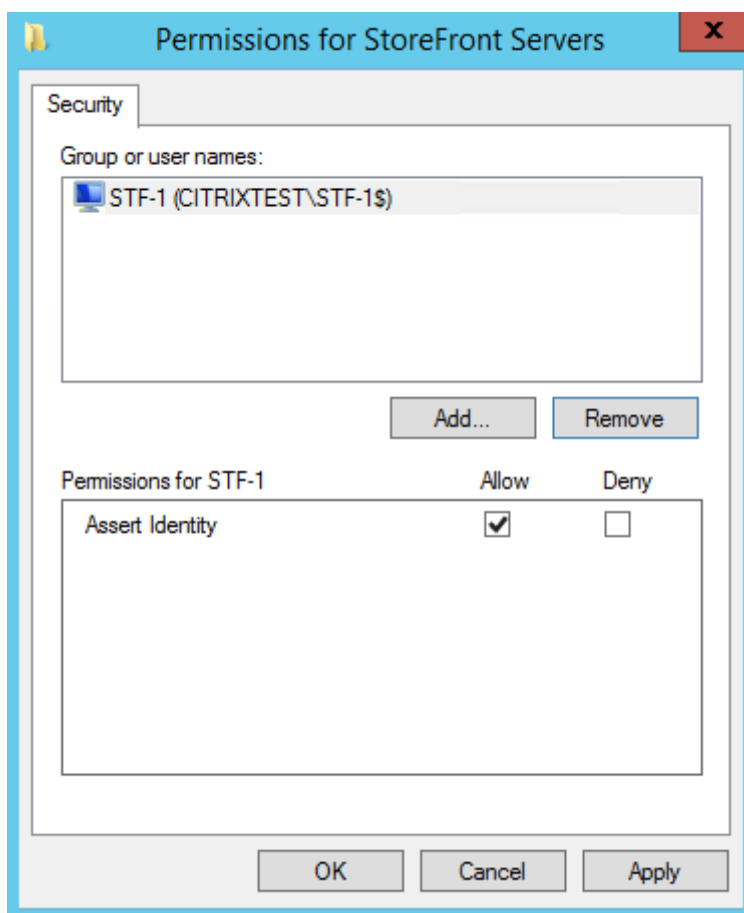 Permissions for StoreFront Servers
x
Security
Group or user names:
STF-1 (CITRIXTEST\STF-1$)
Add... Remove
Permissions for STF-1 Allow Deny
Assert Identity
OK Cancel Apply